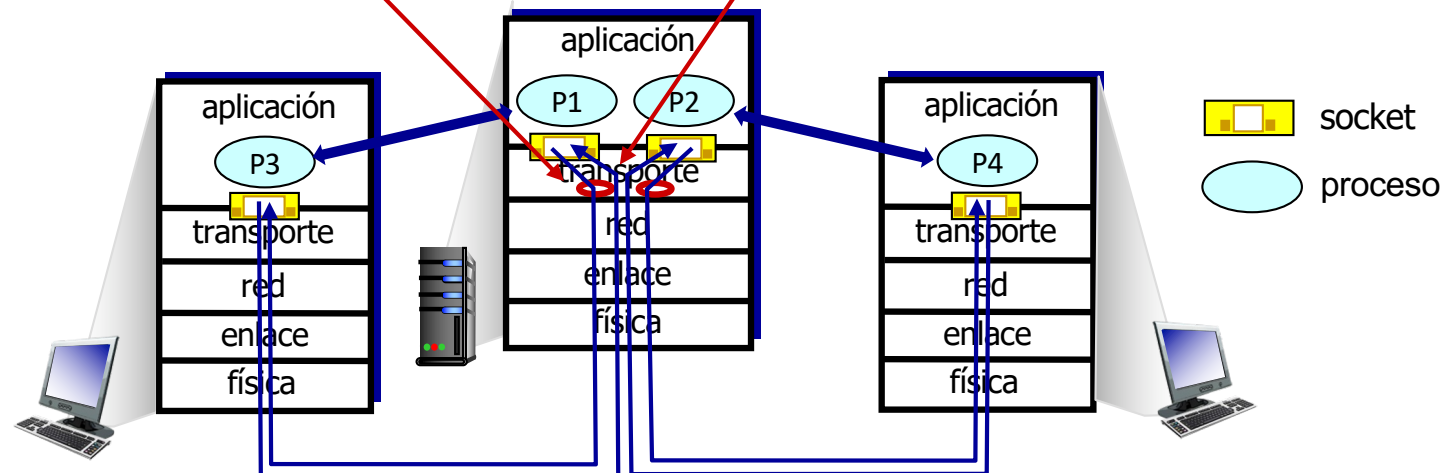 aplicación
P3
transporte
red
enlace
física
aplicación
P1
P2
transporte
red
enlace
física
aplicación
P4
transporte
red
enlace
física
socket
proceso